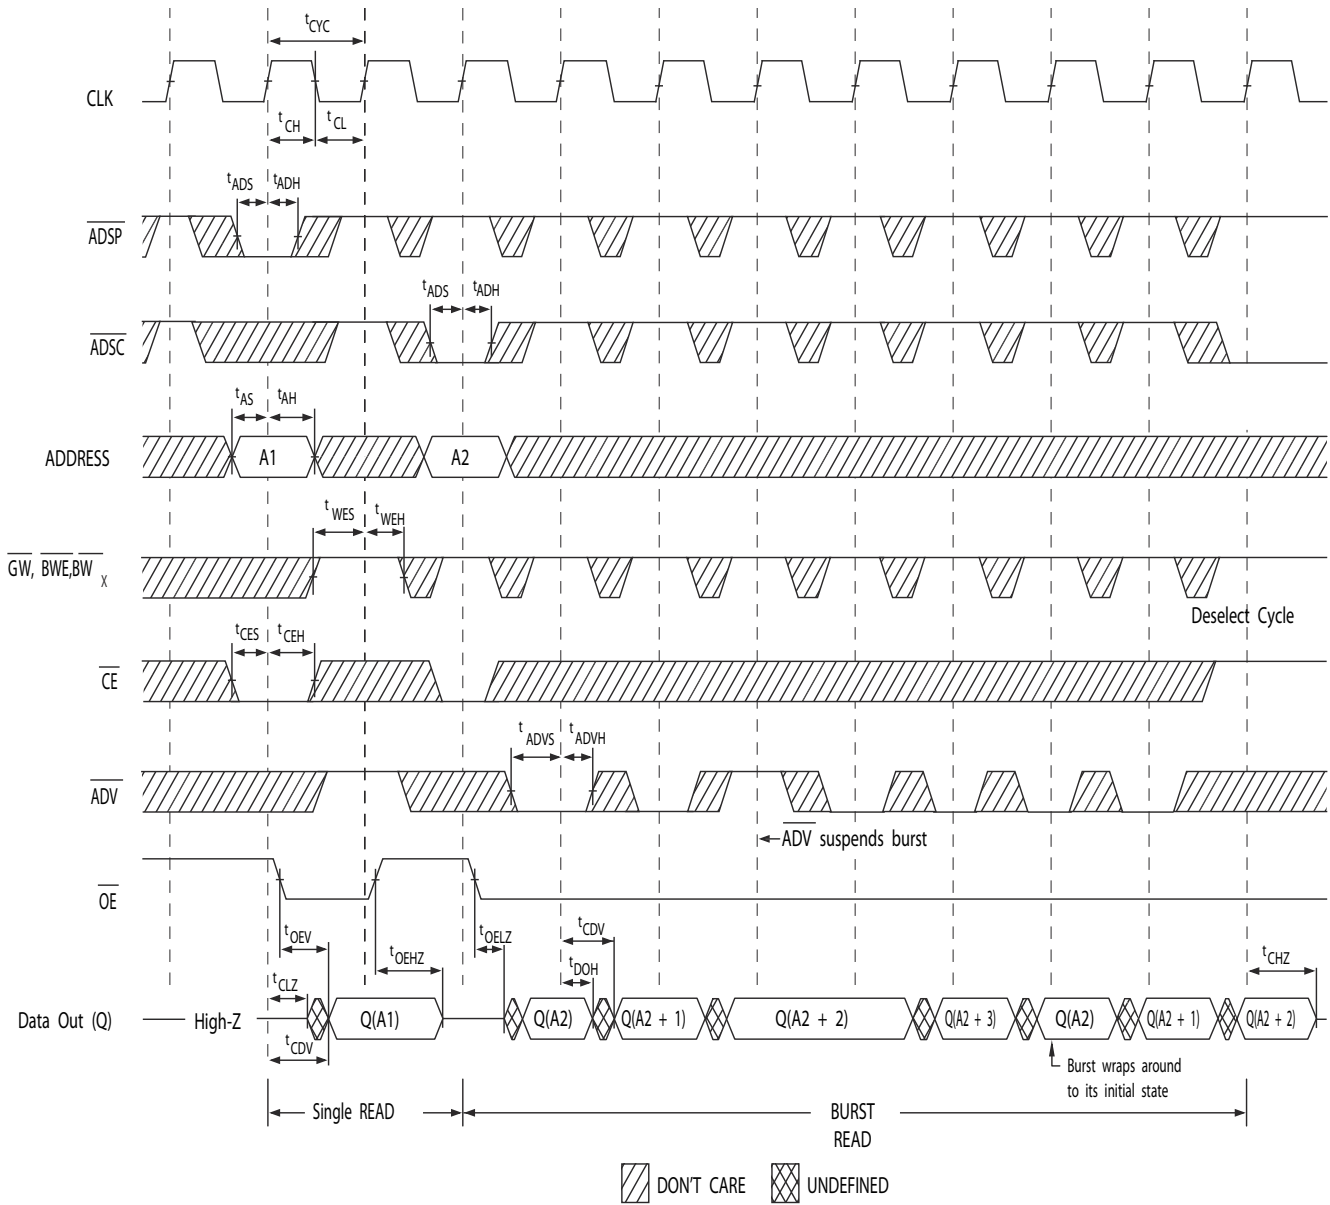 tCYC
CLK
tCH tCL
tADS tADH
ADSP
tADS tADH
ADSC
tAS tAH
ADDRESS A1 A2
tWES tWEH
GW, BWE,BW X
Deselect Cycle
tCES tCEH
CE
tADVS tADVH
ADV
ADV suspends burst
OE
tOEV tOEHZ tOELZ tCDV tCHZ
tCLZ tDOH
Data Out (Q) High-Z Q(A1) Q(A2) Q(A2 + 1) Q(A2 + 2) Q(A2 + 3) Q(A2) Q(A2 + 1) Q(A2 + 2)
tCDV
Burst wraps around
to its initial state
Single READ BURST
READ
DON'T CARE UNDEFINED